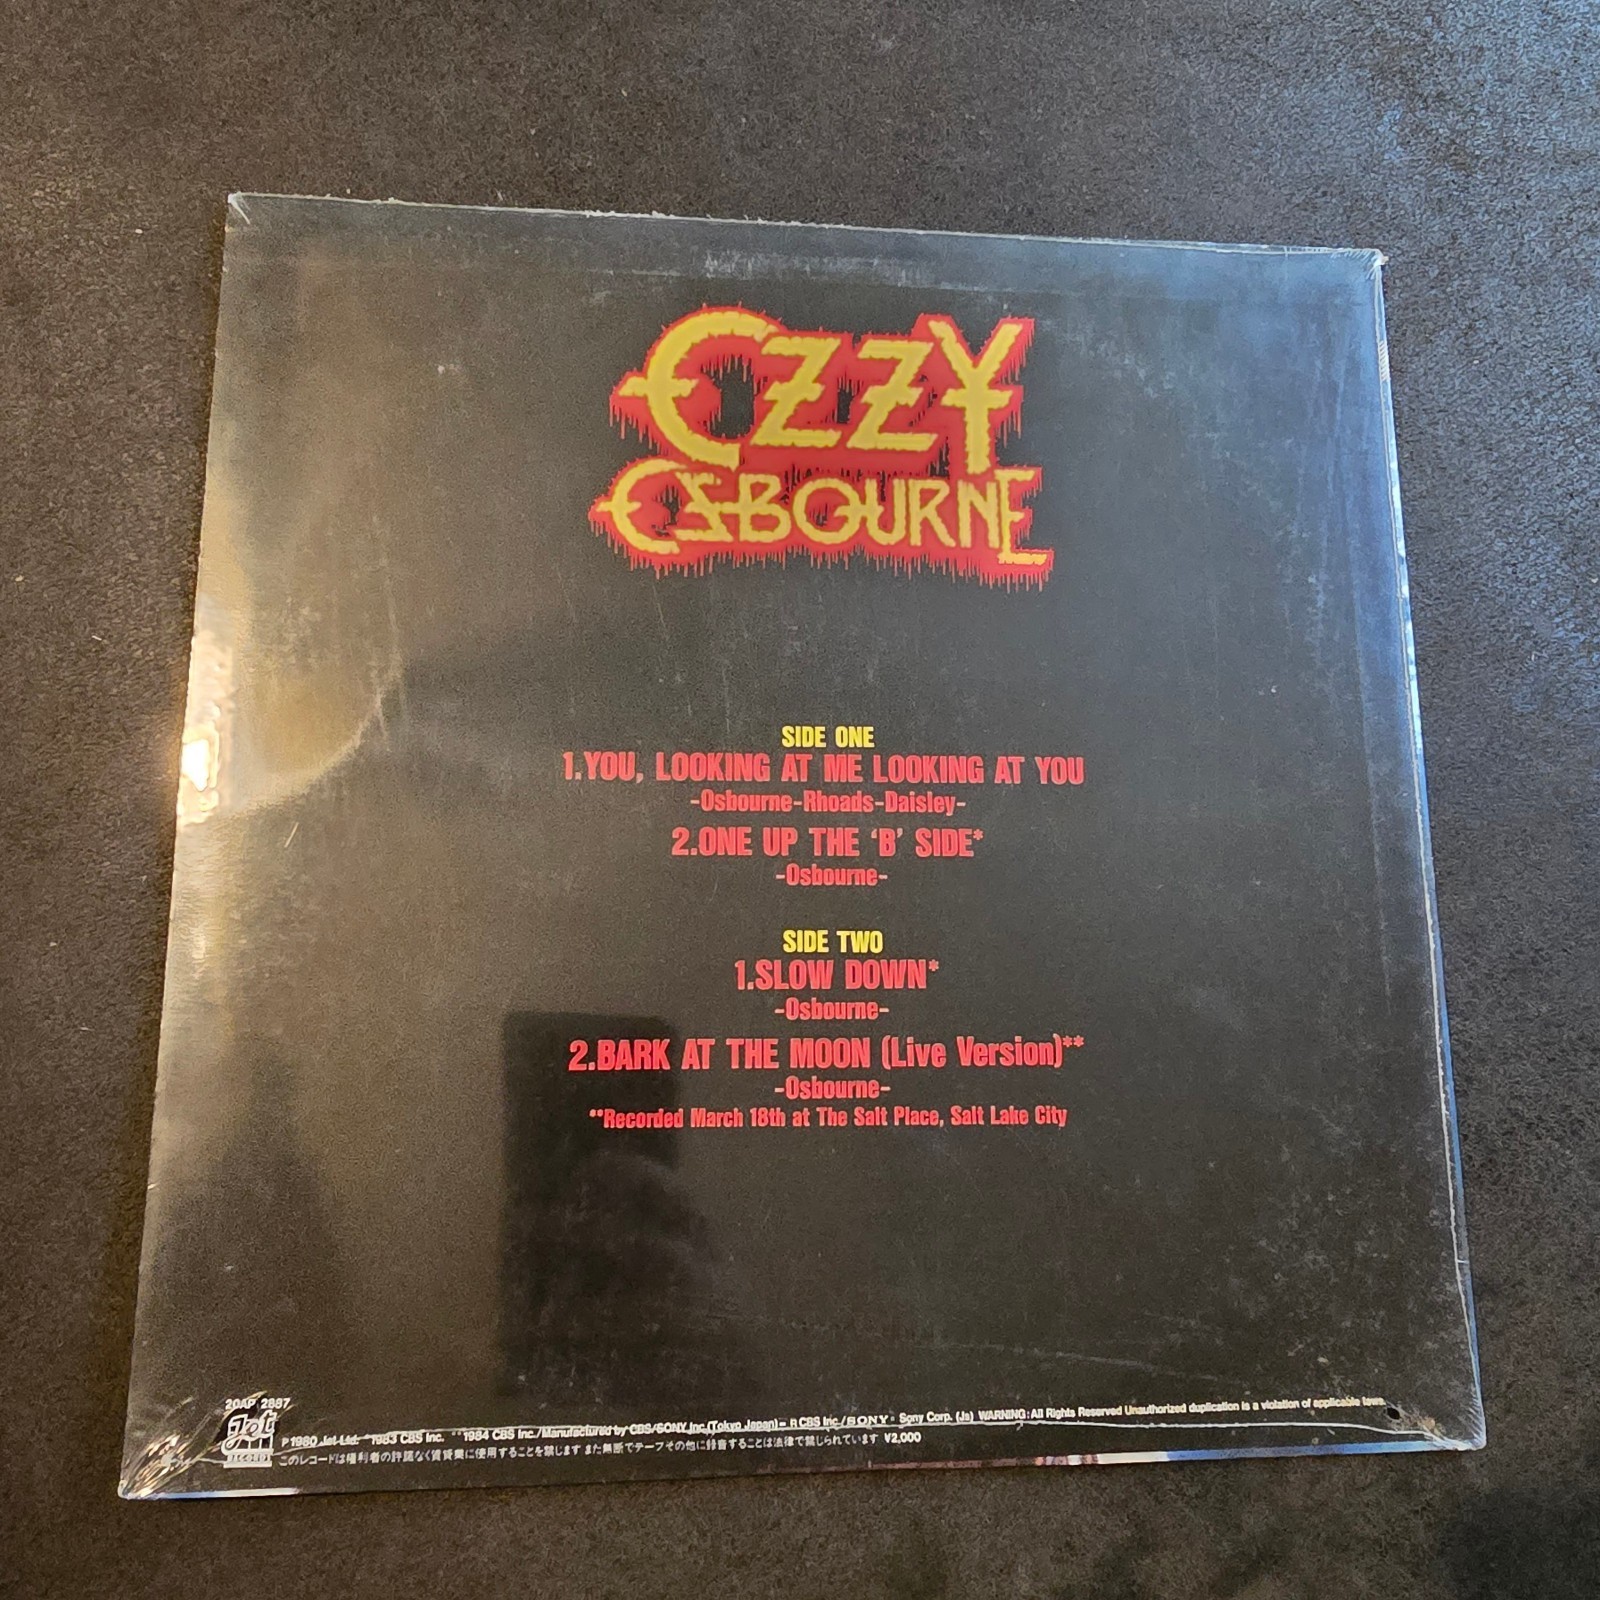 OZZY
OSBOURNE
SIDE ONE
1.YOU, LOOKING AT ME LOOKING AT YOU
-Osbourne-Rhoads-Daisley-
2.ONE UP THE ‘B’ SIDE*
-Osbourne-
SIDE TWO
1.SLOW DOWN*
-Osbourne-
2.BARK AT THE MOON (Live Version)**
-Osbourne-
**Recorded March 18th at The Salt Place, Salt Lake City
20AP 2887
Jet
RECORDS
P 1980 Jet-Ltd. *1983 CBS Inc. **1984 CBS Inc./Manufactured by CBS/SONY Inc.(Tokyo Japan)= R CBS Inc./SONY= Sony Corp. (Js) WARNING:All Rights Reserved Unauthorized duplication is a violation of applicable laws.
このレコードは権利者の許諾なく賃貸業に使用することを禁じます また無断でテープその他に録音することは法律で禁じられています ¥2,000